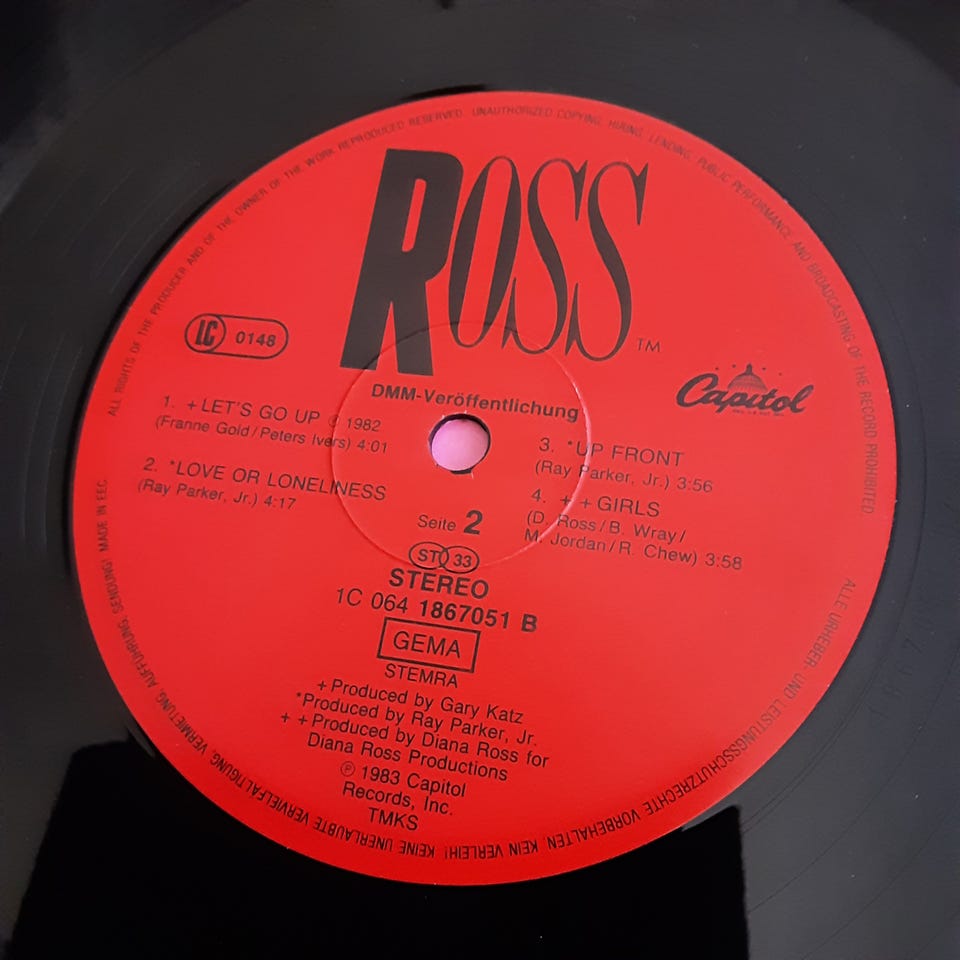 ALL RIGHTS OF THE PRODUCER AND OF THE OWNER OF THE WORK REPRODUCED RESERVED. UNAUTHORIZED COPYING, HIRING, LENDING, PUBLIC PERFORMANCE AND BROADCASTING OF THE RECORD PROHIBITED.
ROSS TM
LC 0148
Capitol
DMM-Veröffentlichung
1. +LET'S GO UP ℗ 1982
(Franne Gold/Peters Ivers) 4:01
2. *LOVE OR LONELINESS
(Ray Parker, Jr.) 4:17
3. *UP FRONT
(Ray Parker, Jr.) 3:56
4. ++GIRLS
(D. Ross/B. Wray/
M. Jordan/R. Chew) 3:58
Seite 2
ST 33
STEREO
1C 064 1867051 B
GEMA
STEMRA
+Produced by Gary Katz
*Produced by Ray Parker, Jr.
++Produced by Diana Ross for
Diana Ross Productions
℗ 1983 Capitol
Records, Inc.
TMKS
ALLE URHEBER- UND LEISTUNGSSCHUTZRECHTE VORBEHALTEN. KEIN VERLEIH! KEINE UNERLAUBTE VERVIELFÄLTIGUNG, VERMIETUNG, AUFFÜHRUNG, SENDUNG! MADE IN EEC